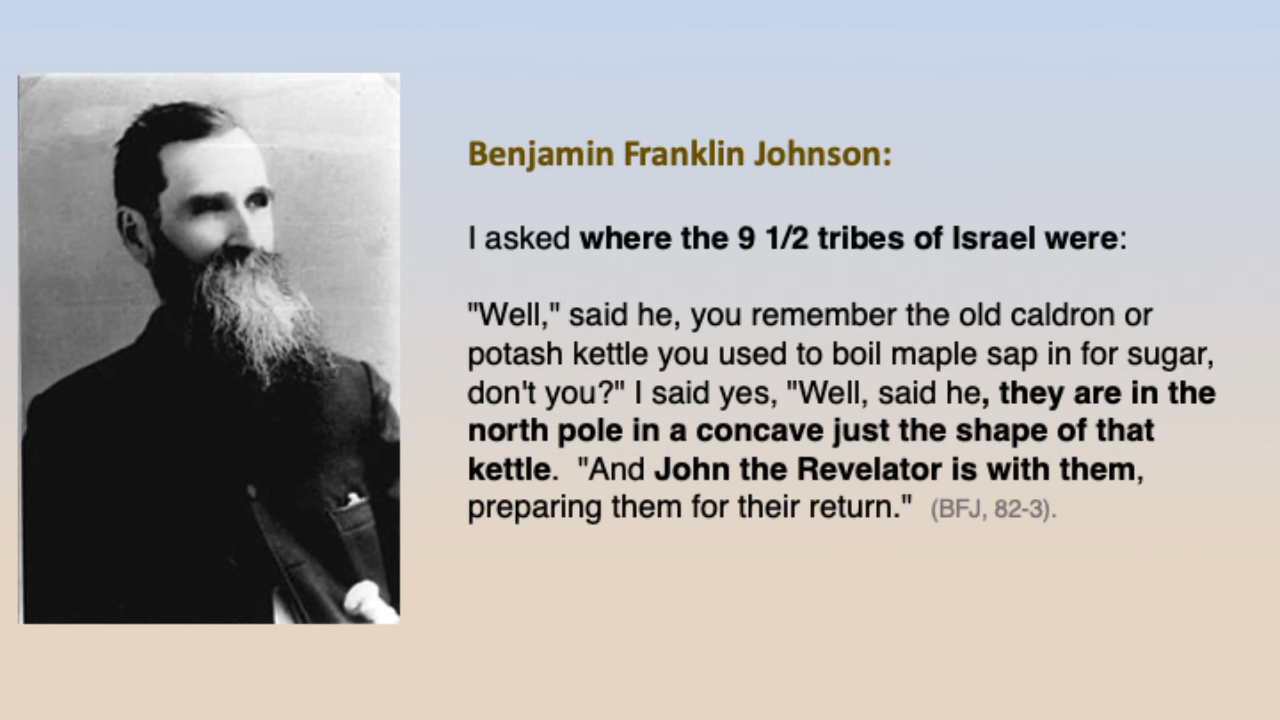 Benjamin Franklin Johnson:
I asked where the 9 1/2 tribes of Israel were:
"Well," said he, you remember the old caldron or
potash kettle you used to boil maple sap in for sugar,
don't you?" I said yes, "Well, said he, they are in the
north pole in a concave just the shape of that
kettle.  "And John the Revelator is with them,
preparing them for their return."  (BFJ, 82-3).